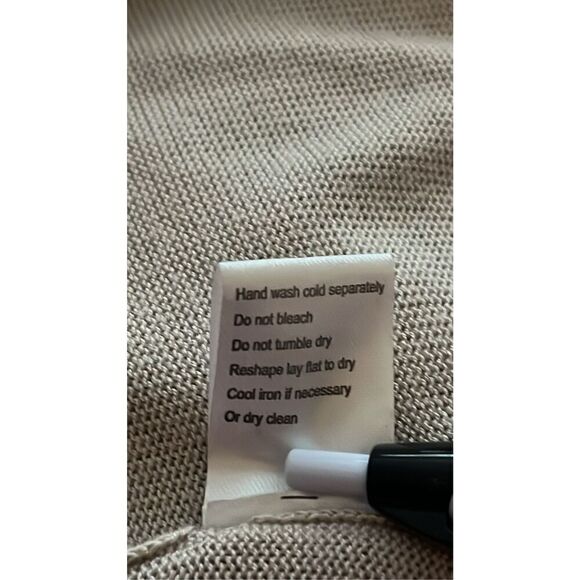 Hand wash cold separately
Do not bleach
Do not tumble dry
Reshape lay flat to dry
Cool iron if necessary
Or dry clean